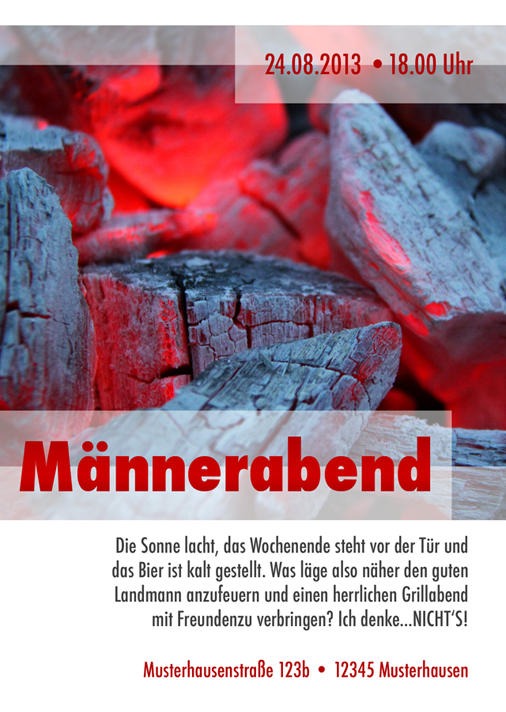 24.08.2013 • 18.00 Uhr
Männerabend
Die Sonne lacht, das Wochenende steht vor der Tür und
das Bier ist kalt gestellt. Was läge also näher den guten
Landmann anzufeuern und einen herrlichen Grillabend
mit Freundenzu verbringen? Ich denke...NICHT'S!
Musterhausenstraße 123b • 12345 Musterhausen